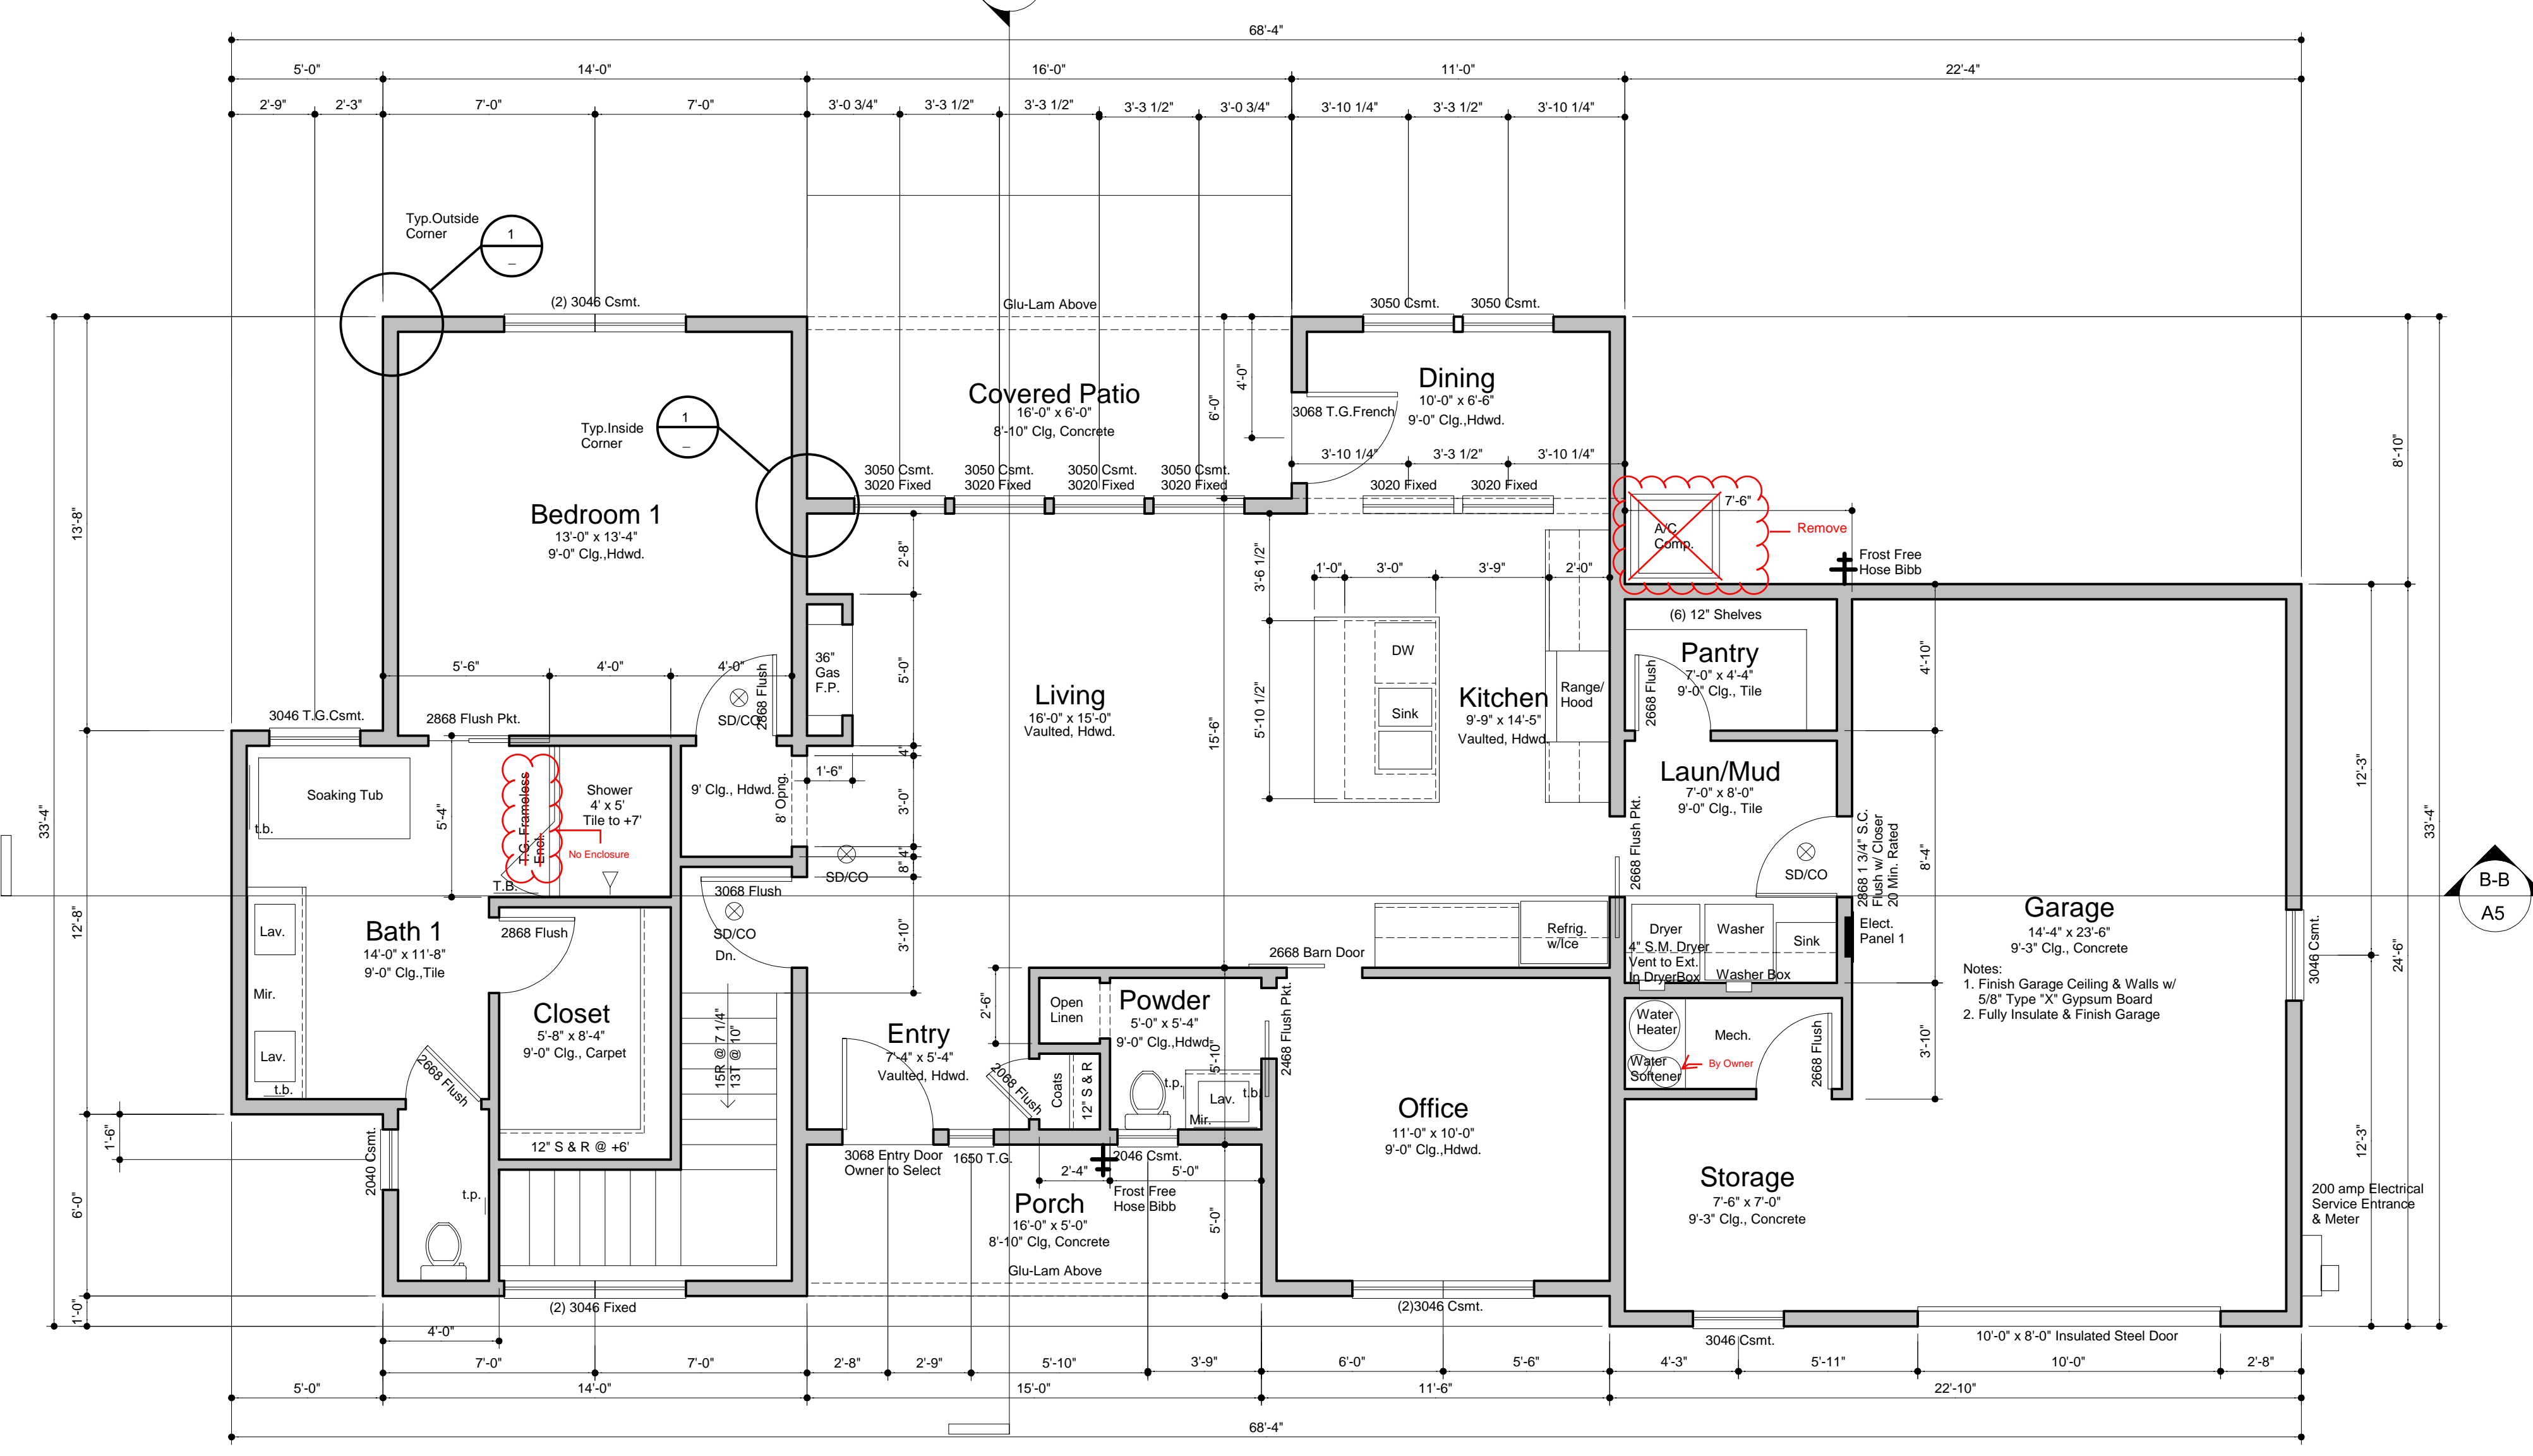 68'-4"
5'-0"
14'-0"
16'-0"
11'-0"
22'-4"
2'-9"
2'-3"
7'-0"
7'-0"
3'-0 3/4"
3'-3 1/2"
3'-3 1/2"
3'-3 1/2"
3'-0 3/4"
3'-10 1/4"
3'-3 1/2"
3'-10 1/4"
Typ.Outside
Corner
1
–
(2) 3046 Csmt.
Glu-Lam Above
3050 Csmt.
3050 Csmt.
Covered Patio
16'-0" x 6'-0"
8'-10" Clg, Concrete
6'-0"
4'-0"
Dining
10'-0" x 6'-6"
9'-0" Clg.,Hdwd.
3068 T.G.French
Typ.Inside
Corner
1
–
3'-10 1/4"
3'-3 1/2"
3'-10 1/4"
3050 Csmt.
3020 Fixed
3050 Csmt.
3020 Fixed
3050 Csmt.
3020 Fixed
3050 Csmt.
3020 Fixed
3020 Fixed
3020 Fixed
8'-10"
13'-8"
Bedroom 1
13'-0" x 13'-4"
9'-0" Clg.,Hdwd.
7'-6"
A/C
Comp.
Remove
Frost Free
Hose Bibb
2'-8"
3'-6 1/2"
1'-0"
3'-0"
3'-9"
2'-0"
(6) 12" Shelves
Pantry
7'-0" x 4'-4"
9'-0" Clg., Tile
2668 Flush
4'-10"
5'-6"
4'-0"
4'-0"
2868 Flush
SD/CO
36"
Gas
F.P.
5'-0"
Living
16'-0" x 15'-0"
Vaulted, Hdwd.
15'-6"
5'-10 1/2"
DW
Sink
Kitchen
9'-9" x 14'-5"
Vaulted, Hdwd.
Range/
Hood
3046 T.G.Csmt.
2868 Flush Pkt.
Soaking Tub
t.b.
5'-4"
T.G. Frameless
Encl.
No Enclosure
T.B.
Shower
4' x 5'
Tile to +7'
9' Clg., Hdwd.
8' Opng.
1'-6"
4"
3'-0"
4"
8"
SD/CO
Laun/Mud
7'-0" x 8'-0"
9'-0" Clg., Tile
2668 Flush Pkt.
SD/CO
2868 1 3/4" S.C.
Flush w/ Closer
20 Min. Rated
8'-4"
12'-3"
33'-4"
33'-4"
24'-6"
B-B
A5
3068 Flush
SD/CO
Dn.
3'-10"
Bath 1
14'-0" x 11'-8"
9'-0" Clg.,Tile
Lav.
Mir.
Lav.
t.b.
12'-8"
2868 Flush
Closet
5'-8" x 8'-4"
9'-0" Clg., Carpet
12" S & R @ +6'
2668 Flush
15R @ 7 1/4"
13T @ 10"
2668 Barn Door
Refrig.
w/Ice
Dryer
Washer
Sink
4" S.M. Dryer
Vent to Ext.
In DryerBox
Washer Box
Elect.
Panel 1
Garage
14'-4" x 23'-6"
9'-3" Clg., Concrete
Notes:
1. Finish Garage Ceiling & Walls w/
5/8" Type "X" Gypsum Board
2. Fully Insulate & Finish Garage
3046 Csmt.
2'-6"
Open
Linen
Powder
5'-0" x 5'-4"
9'-0" Clg.,Hdwd.
5'-10"
2468 Flush Pkt.
Entry
7'-4" x 5'-4"
Vaulted, Hdwd.
2068 Flush
Coats
12" S & R
t.p.
Lav.
t.b.
Mir.
Water
Heater
Mech.
Water
Softener
By Owner
2668 Flush
3'-10"
Office
11'-0" x 10'-0"
9'-0" Clg.,Hdwd.
1'-6"
2040 Csmt.
t.p.
6'-0"
1'-0"
3068 Entry Door
Owner to Select
1650 T.G.
2046 Csmt.
2'-4"
5'-0"
Frost Free
Hose Bibb
Porch
16'-0" x 5'-0"
8'-10" Clg, Concrete
5'-0"
Glu-Lam Above
Storage
7'-6" x 7'-0"
9'-3" Clg., Concrete
12'-3"
200 amp Electrical
Service Entrance
& Meter
(2) 3046 Fixed
(2)3046 Csmt.
3046 Csmt.
10'-0" x 8'-0" Insulated Steel Door
4'-0"
7'-0"
7'-0"
2'-8"
2'-9"
5'-10"
3'-9"
6'-0"
5'-6"
4'-3"
5'-11"
10'-0"
2'-8"
5'-0"
14'-0"
15'-0"
11'-6"
22'-10"
68'-4"